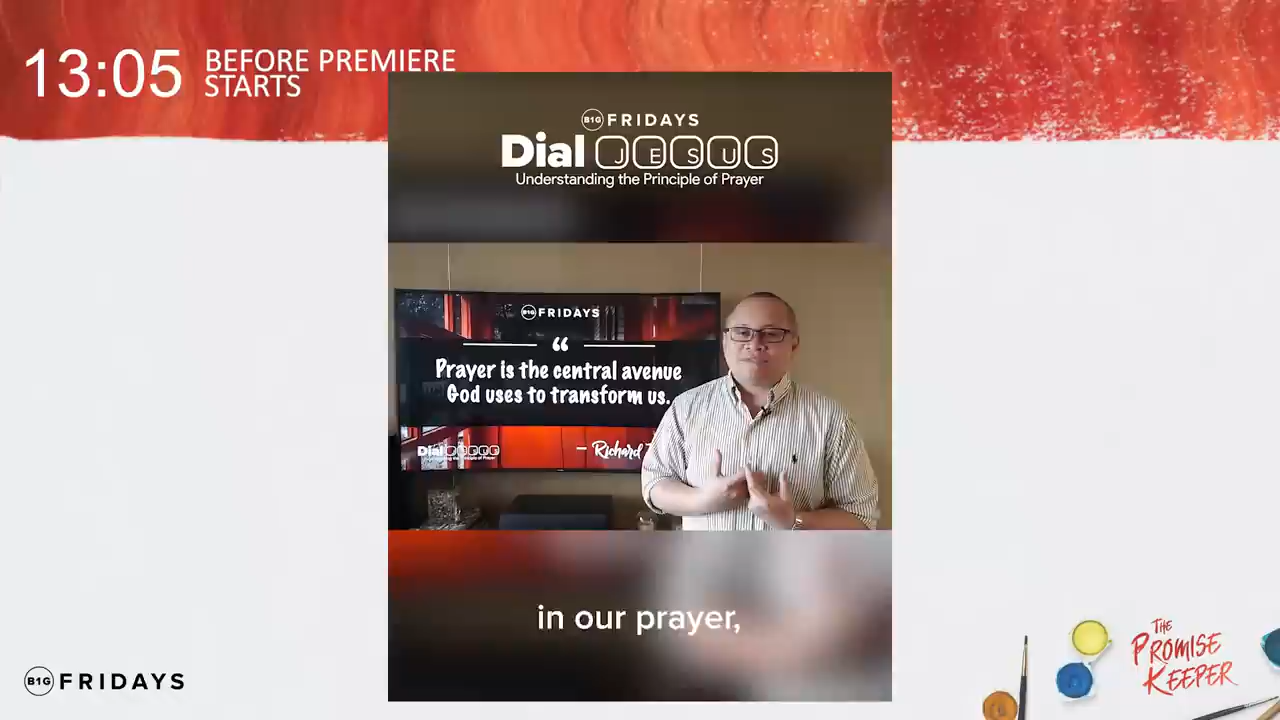 13:05 BEFORE PREMIERE
STARTS
B1G FRIDAYS
Dial JESUS
Understanding the Principle of Prayer
B1G FRIDAYS
“
Prayer is the central avenue
God uses to transform us.
Dial
– Richard
in our prayer,
B1G FRIDAYS
THE
PROMISE
KEEPER